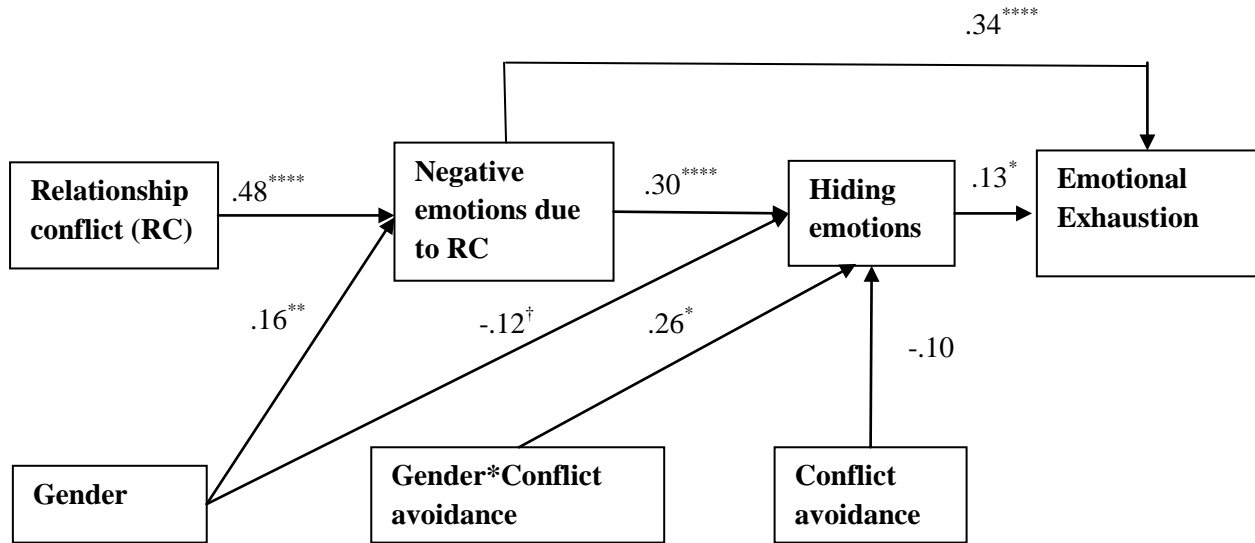 .34****
Relationship
conflict (RC)
.48****
Negative
emotions due
to RC
.30****
Hiding
emotions
.13*
Emotional
Exhaustion
.16**
-.12†
.26*
-.10
Gender
Gender*Conflict
avoidance
Conflict
avoidance